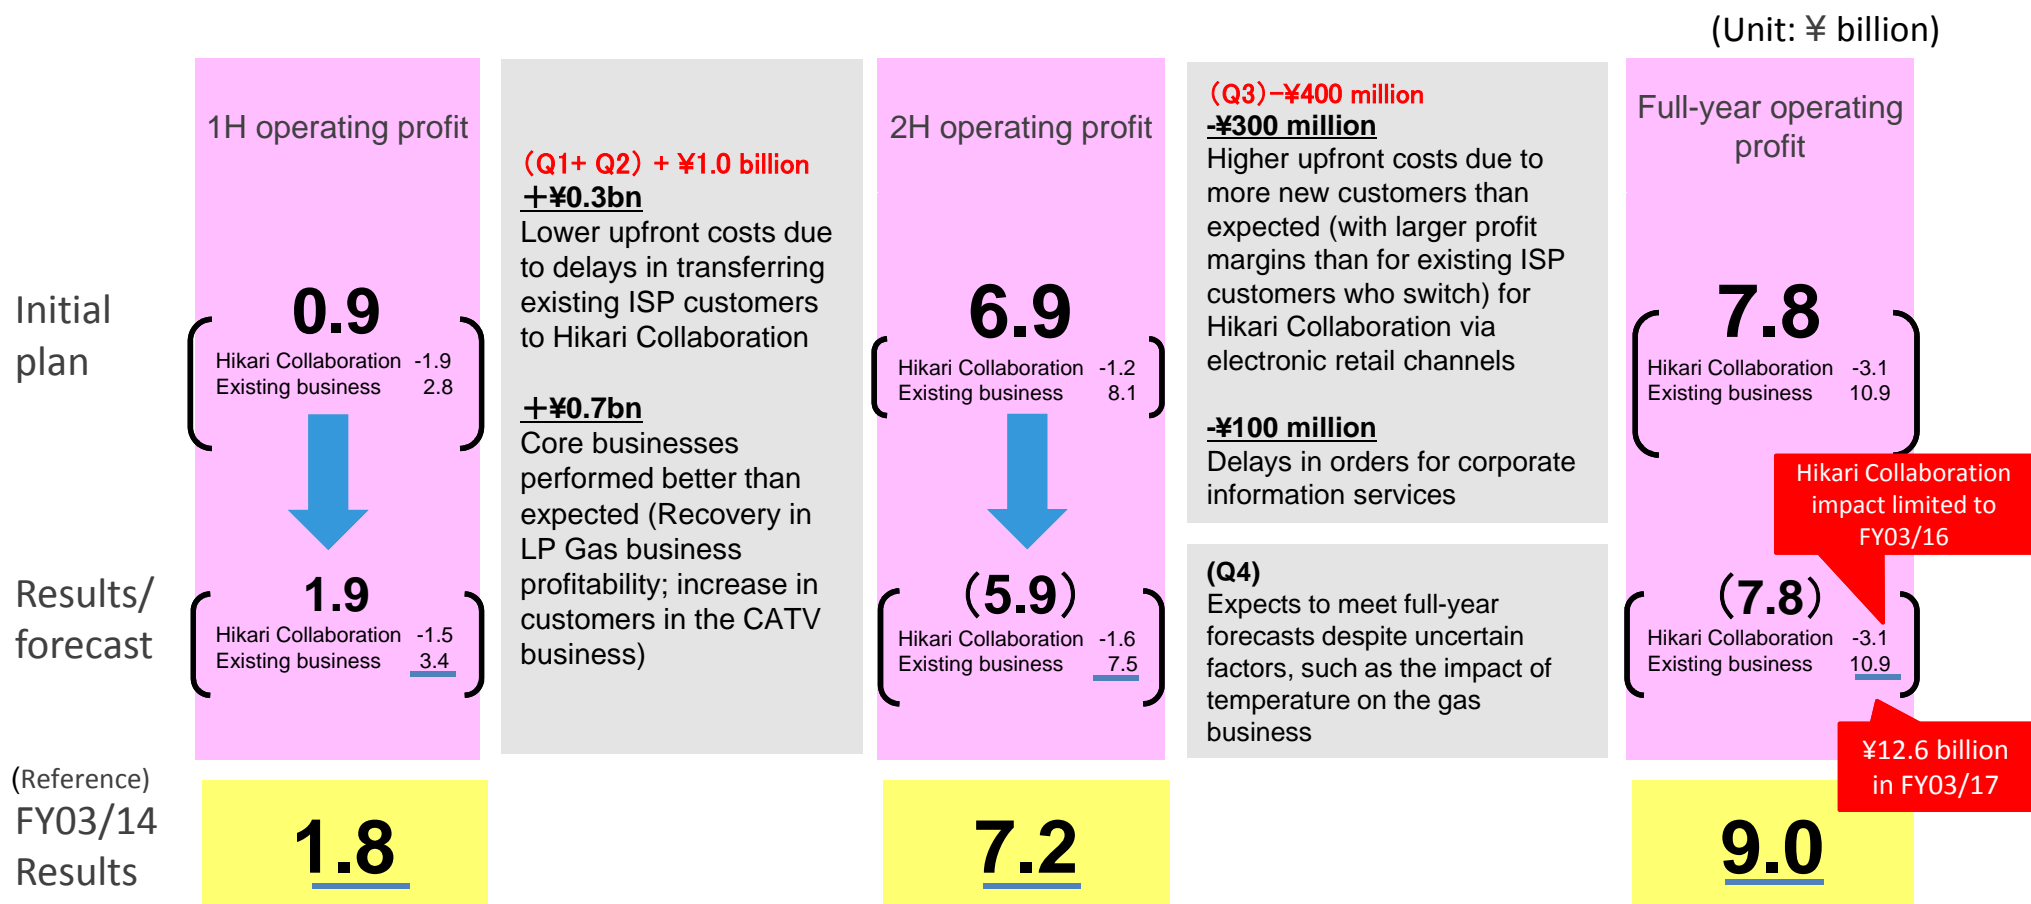 (Unit: ¥ billion)
1H operating profit
(Q1+ Q2) + ¥1.0 billion
+¥0.3bn
Lower upfront costs due
to delays in transferring
existing ISP customers
to Hikari Collaboration
+¥0.7bn
Core businesses
performed better than
expected (Recovery in
LP Gas business
profitability; increase in
customers in the CATV
business)
2H operating profit
(Q3)-¥400 million
-¥300 million
Higher upfront costs due to
more new customers than
expected (with larger profit
margins than for existing ISP
customers who switch) for
Hikari Collaboration via
electronic retail channels
-¥100 million
Delays in orders for corporate
information services
(Q4)
Expects to meet full-year
forecasts despite uncertain
factors, such as the impact of
temperature on the gas
business
Full-year operating
profit
Initial
plan
0.9
Hikari Collaboration -1.9
Existing business 2.8
6.9
Hikari Collaboration -1.2
Existing business 8.1
7.8
Hikari Collaboration -3.1
Existing business 10.9
Hikari Collaboration
impact limited to
FY03/16
Results/
forecast
1.9
Hikari Collaboration -1.5
Existing business 3.4
(5.9)
Hikari Collaboration -1.6
Existing business 7.5
(7.8)
Hikari Collaboration -3.1
Existing business 10.9
¥12.6 billion
in FY03/17
(Reference)
FY03/14
Results
1.8
7.2
9.0